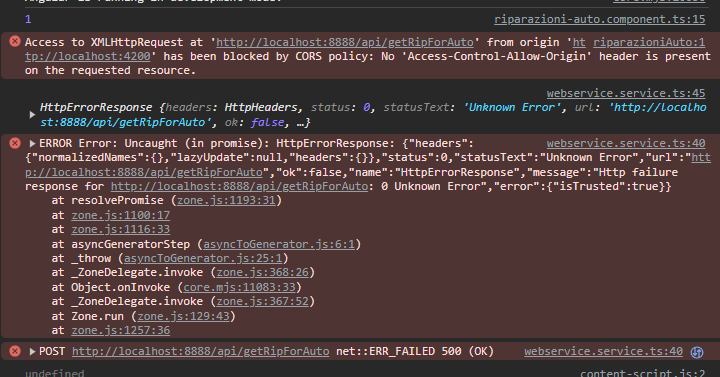 Angular is running in development mode.
1 riparazioni-auto.component.ts:15
Access to XMLHttpRequest at 'http://localhost:8888/api/getRipForAuto' from origin 'ht riparazioniAuto:1
tp://localhost:4200' has been blocked by CORS policy: No 'Access-Control-Allow-Origin' header is present
on the requested resource.
webservice.service.ts:45
HttpErrorResponse {headers: HttpHeaders, status: 0, statusText: 'Unknown Error', url: 'http://localho
st:8888/api/getRipForAuto', ok: false, …}
ERROR Error: Uncaught (in promise): HttpErrorResponse: {"headers": webservice.service.ts:40
{"normalizedNames":{},"lazyUpdate":null,"headers":{}},"status":0,"statusText":"Unknown Error","url":"ht
tp://localhost:8888/api/getRipForAuto","ok":false,"name":"HttpErrorResponse","message":"Http failure
response for http://localhost:8888/api/getRipForAuto: 0 Unknown Error","error":{"isTrusted":true}}
at resolvePromise (zone.js:1193:31)
at zone.js:1100:17
at zone.js:1116:33
at asyncGeneratorStep (asyncToGenerator.js:6:1)
at _throw (asyncToGenerator.js:25:1)
at _ZoneDelegate.invoke (zone.js:368:26)
at Object.onInvoke (core.mjs:11083:33)
at _ZoneDelegate.invoke (zone.js:367:52)
at Zone.run (zone.js:129:43)
at zone.js:1257:36
POST http://localhost:8888/api/getRipForAuto net::ERR_FAILED 500 (OK) webservice.service.ts:40
undefined content-script.js:2